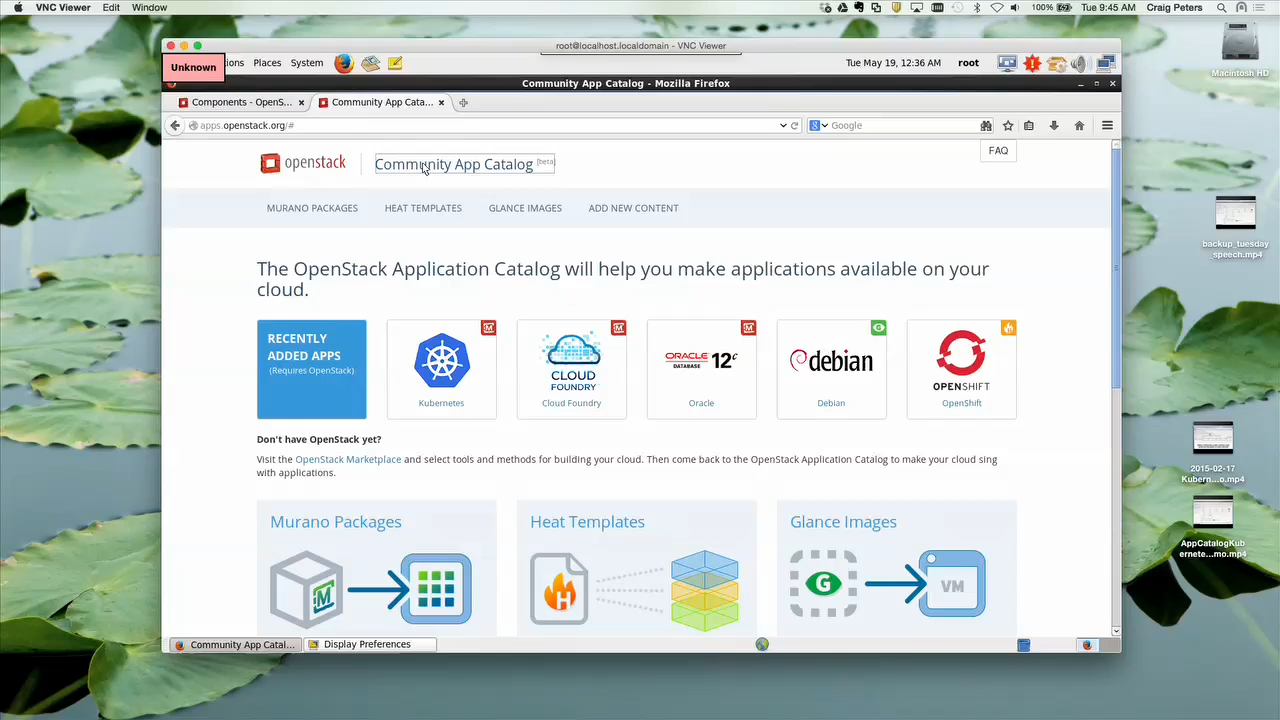 VNC Viewer Edit Window 100% Tue 9:45 AM Craig Peters
root@localhost.localdomain - VNC Viewer
Unknown
Places System Tue May 19, 12:36 AM root
Community App Catalog - Mozilla Firefox
Components - OpenS... Community App Cata...
apps.openstack.org/# Google
openstack Community App Catalog [beta] FAQ
MURANO PACKAGES HEAT TEMPLATES GLANCE IMAGES ADD NEW CONTENT
The OpenStack Application Catalog will help you make applications available on your
cloud.
RECENTLY
ADDED APPS
(Requires OpenStack)
Kubernetes
CLOUD
FOUNDRY
Cloud Foundry
ORACLE
DATABASE 12c
Oracle
debian
Debian
OPENSHIFT
OpenShift
Don't have OpenStack yet?
Visit the OpenStack Marketplace and select tools and methods for building your cloud. Then come back to the OpenStack Application Catalog to make your cloud sing
with applications.
Murano Packages Heat Templates Glance Images
M H G VM
Community App Catal... Display Preferences
Macintosh HD
backup_tuesday
_speech.mp4
2015-02-17
Kubern...o.mp4
AppCatalogKub
ernete...mo.mp4